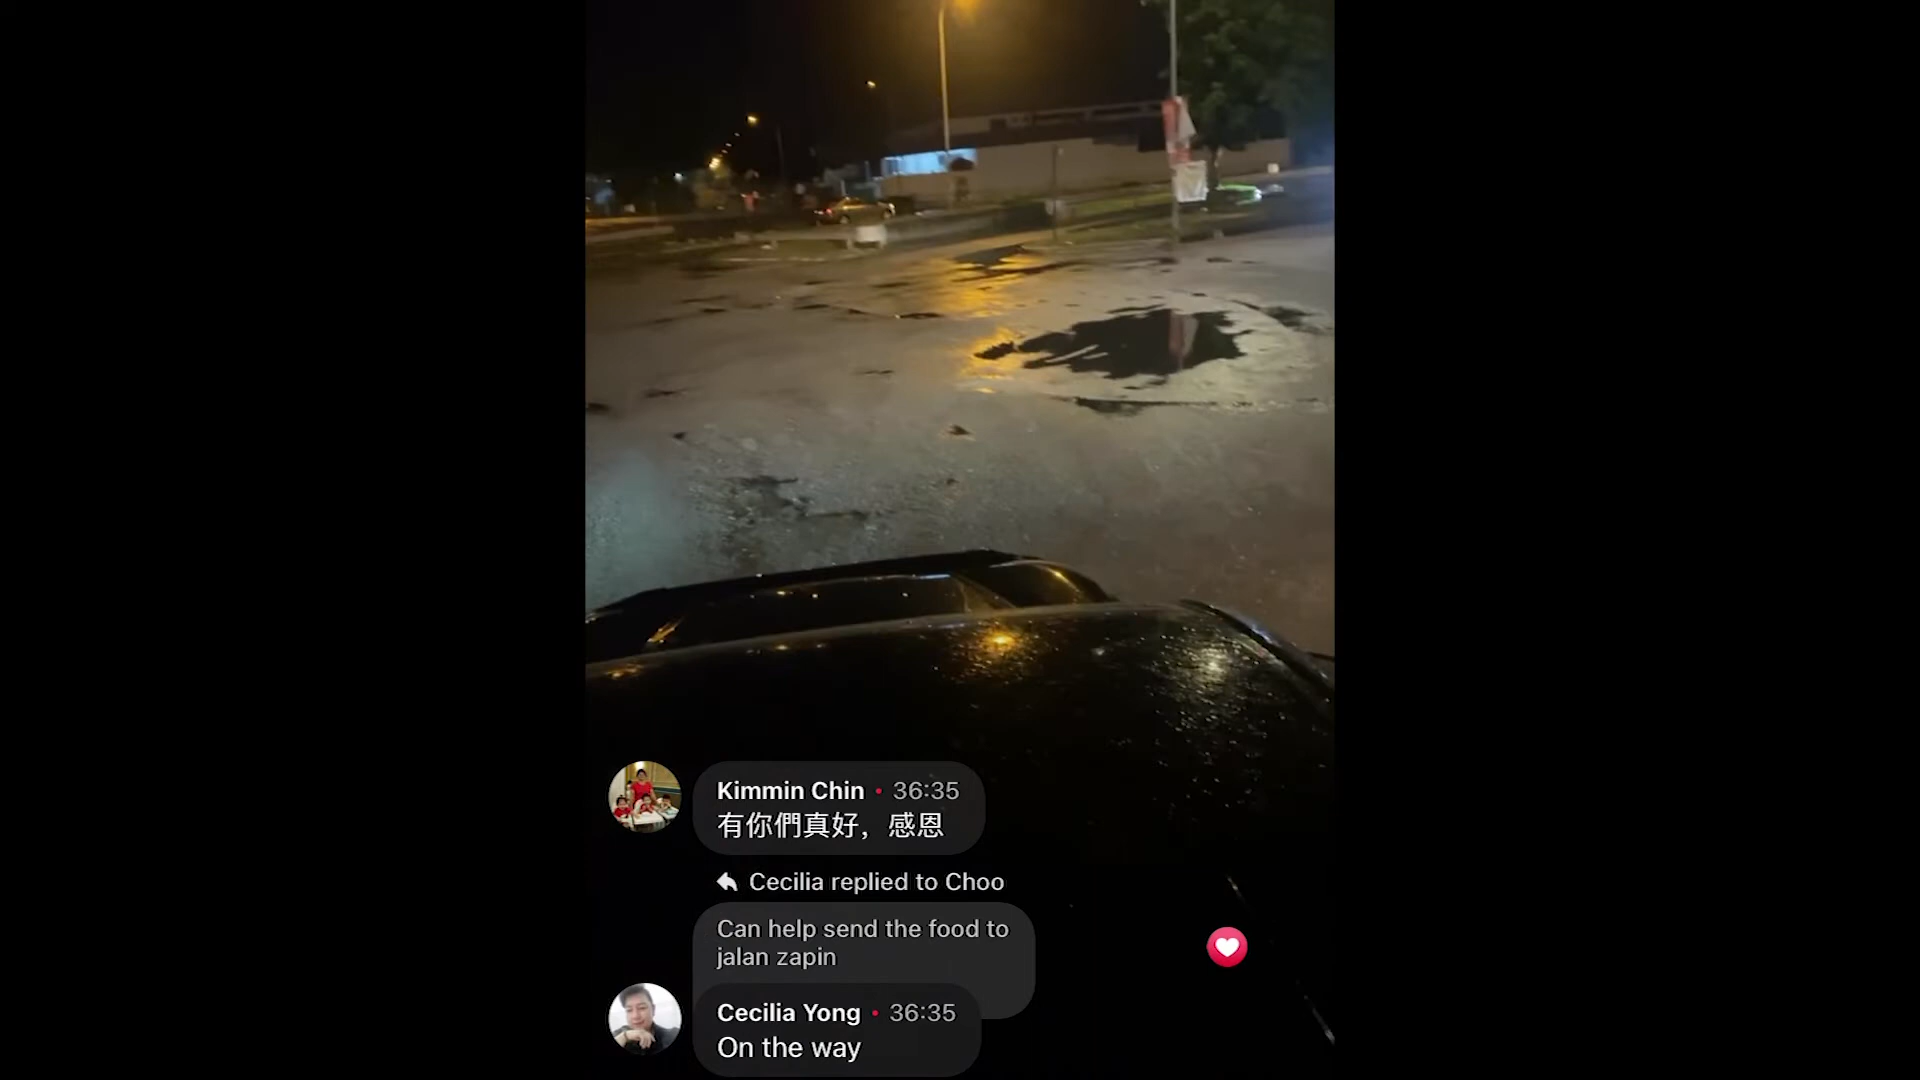 Kimmin Chin • 36:35
有你們真好，感恩
Cecilia replied to Choo
Can help send the food to
jalan zapin
Cecilia Yong • 36:35
On the way